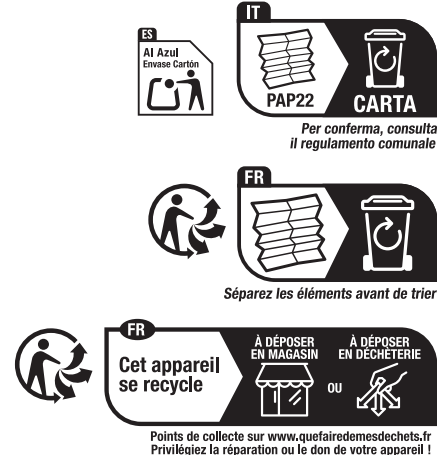 ES
Al Azul
Envase Cartón
IT
PAP22
CARTA
Per conferma, consulta
il regolamento comunale
FR
Séparez les éléments avant de trier
FR
Cet appareil
se recycle
À DÉPOSER
EN MAGASIN
OU
À DÉPOSER
EN DÉCHÈTERIE
Points de collecte sur www.quefairedemesdechets.fr
Privilégiez la réparation ou le don de votre appareil !